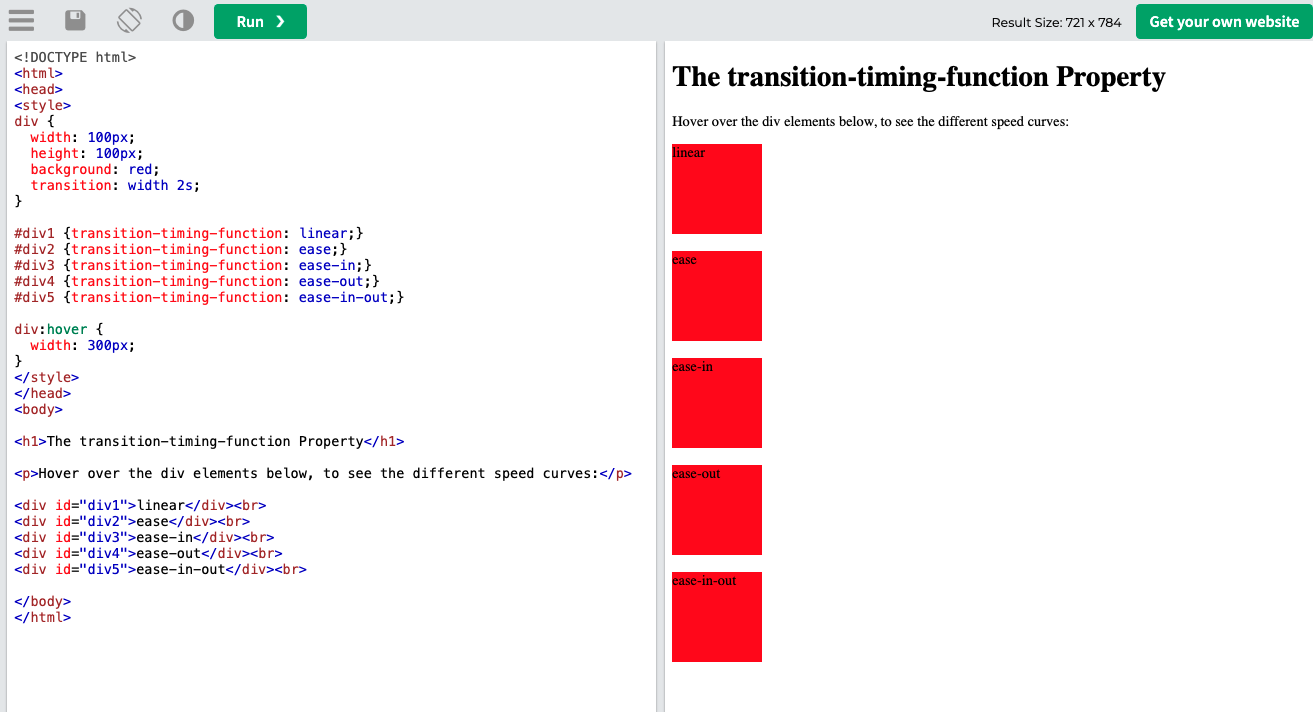 Run ❯
Result Size: 721 x 784
Get your own website
<!DOCTYPE html>
<html>
<head>
<style>
div {
  width: 100px;
  height: 100px;
  background: red;
  transition: width 2s;
}

#div1 {transition-timing-function: linear;}
#div2 {transition-timing-function: ease;}
#div3 {transition-timing-function: ease-in;}
#div4 {transition-timing-function: ease-out;}
#div5 {transition-timing-function: ease-in-out;}

div:hover {
  width: 300px;
}
</style>
</head>
<body>

<h1>The transition-timing-function Property</h1>

<p>Hover over the div elements below, to see the different speed curves:</p>

<div id="div1">linear</div><br>
<div id="div2">ease</div><br>
<div id="div3">ease-in</div><br>
<div id="div4">ease-out</div><br>
<div id="div5">ease-in-out</div><br>

</body>
</html>
The transition-timing-function Property
Hover over the div elements below, to see the different speed curves:
linear
ease
ease-in
ease-out
ease-in-out